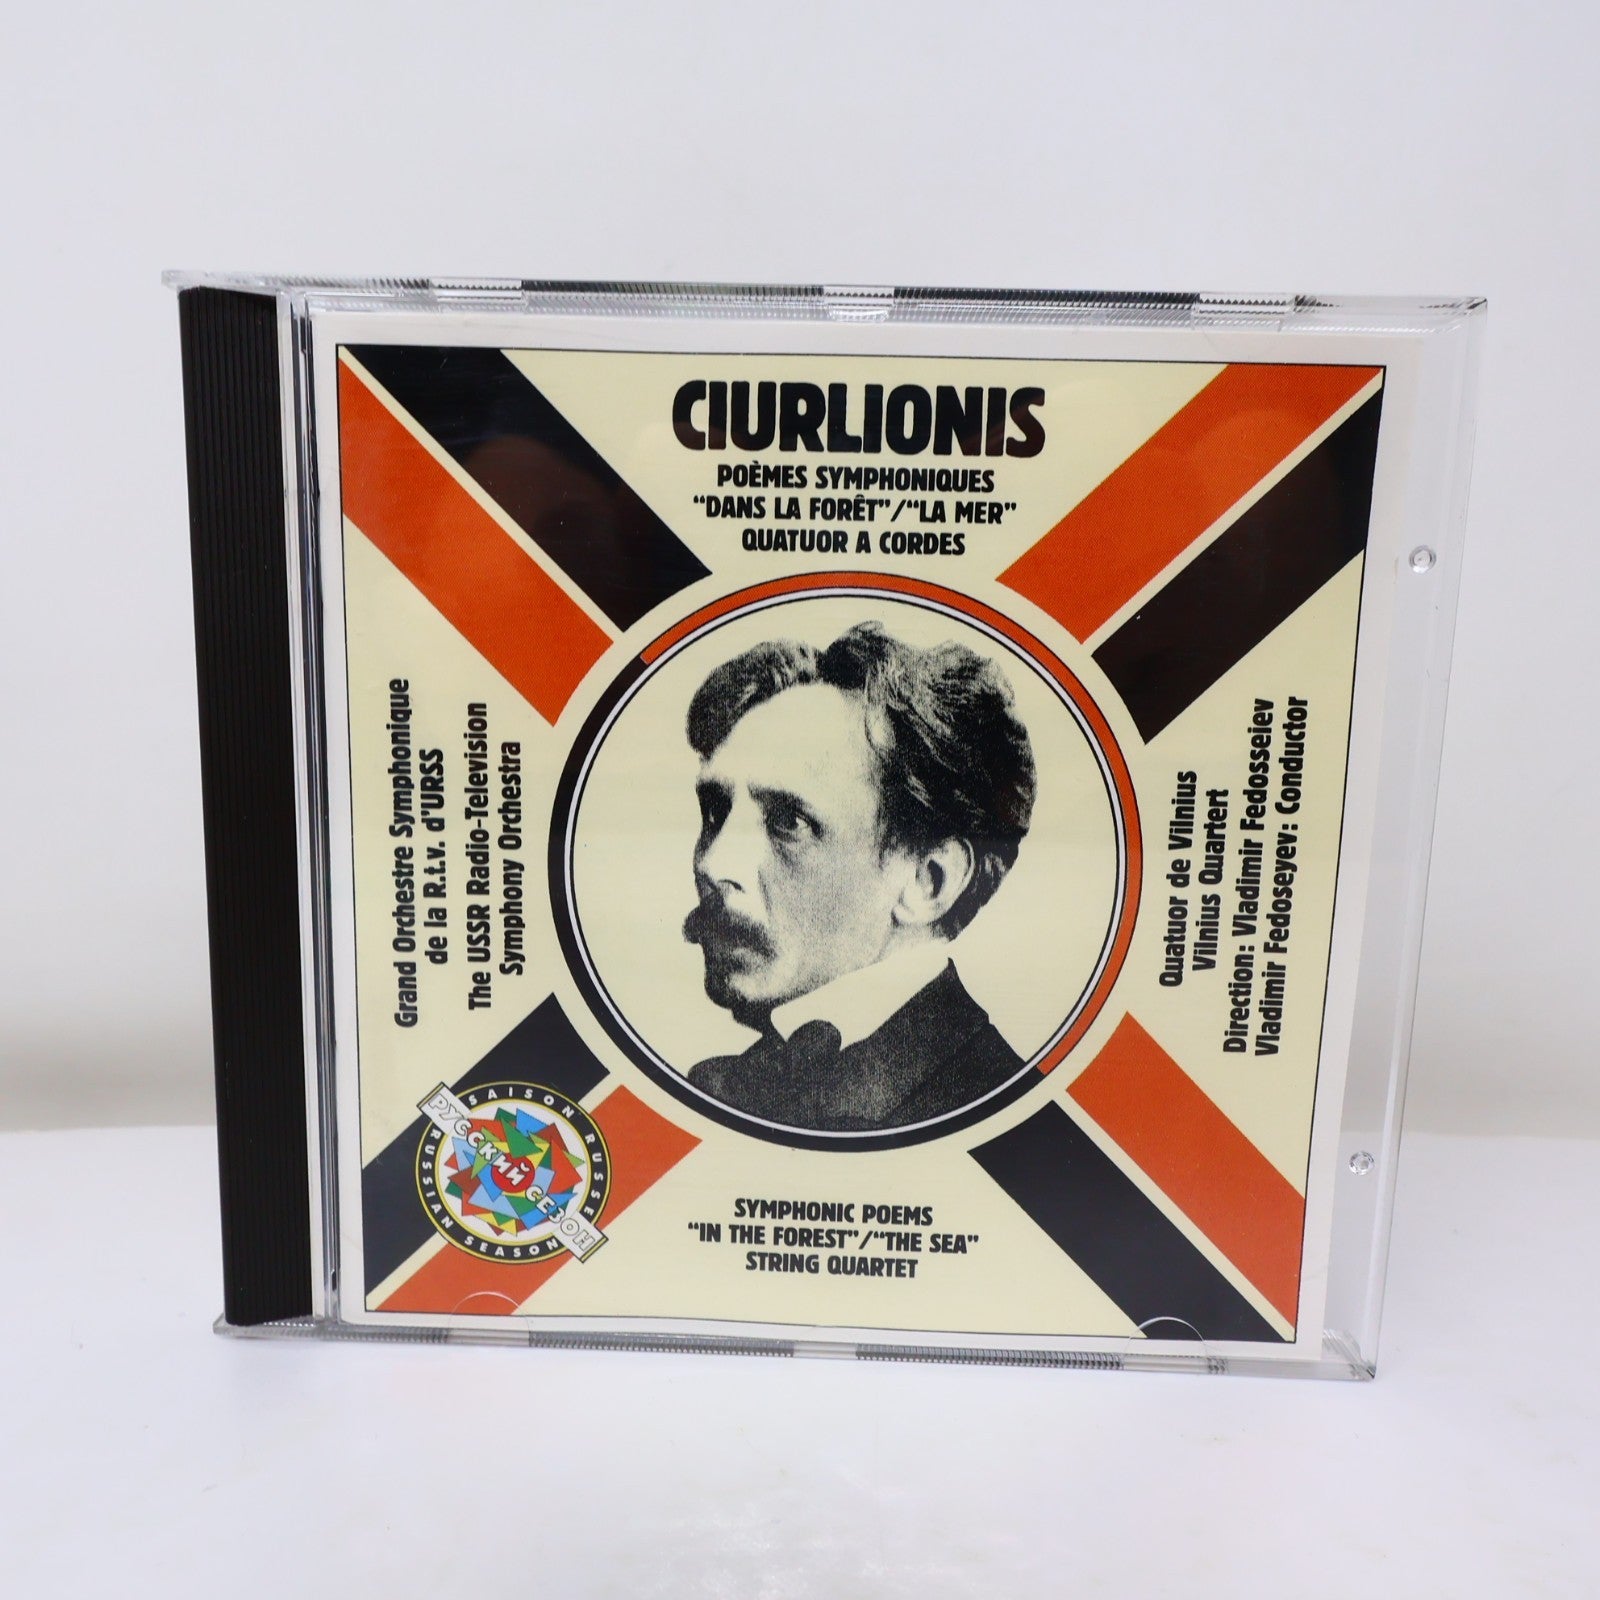 CIURLIONIS
POÈMES SYMPHONIQUES
“DANS LA FORÊT”/“LA MER”
QUATUOR A CORDES
Grand Orchestre Symphonique
de la R.t.v. d'URSS
The USSR Radio-Television
Symphony Orchestra
Quatuor de Vilnius
Vilnius Quartert
Direction: Vladimir Fedosseiev
Vladimir Fedoseyev: Conductor
SAISON RUSSE
РУССКИЙ СЕЗОН
RUSSIAN SEASON
SYMPHONIC POEMS
“IN THE FOREST”/“THE SEA”
STRING QUARTET